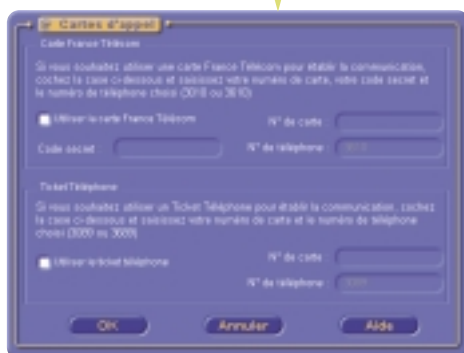 Cartes d'appel
Carte France Télécom
Si vous souhaitez utiliser une carte France Télécom pour établir la communication,
cochez la case ci-dessous et saisissez votre numéro de carte, votre code secret et
le numéro de téléphone choisi (3010 ou 3610)
Utiliser la carte France Télécom
N° de carte :
Code secret :
N° de téléphone : 3610
Ticket Téléphone
Si vous souhaitez utiliser un Ticket Téléphone pour établir la communication, cochez
la case ci-dessous et saisissez votre numéro de carte et le numéro de téléphone
choisi (3089 ou 3689)
Utiliser le ticket téléphone
N° de carte :
N° de téléphone : 3089
OK
Annuler
Aide